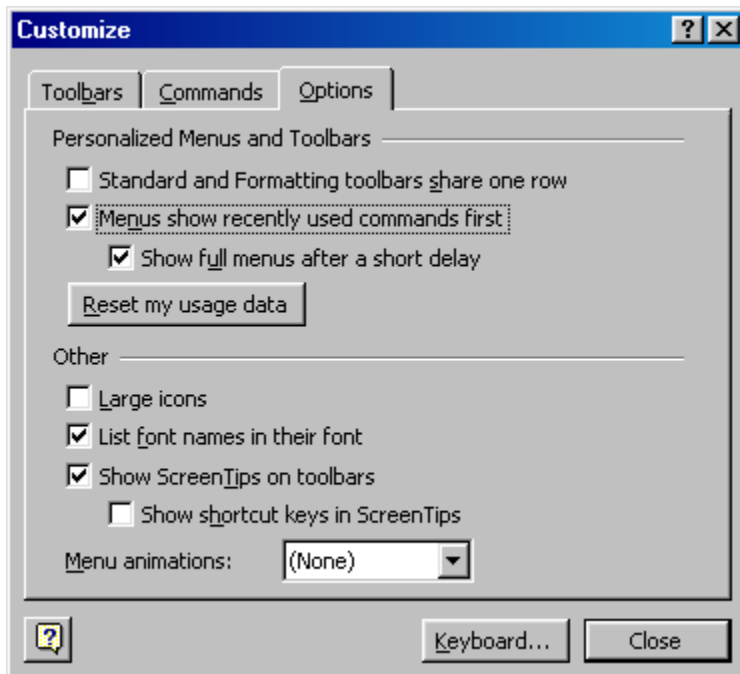 Customize
Toolbars Commands Options
Personalized Menus and Toolbars
Standard and Formatting toolbars share one row
Menus show recently used commands first
Show full menus after a short delay
Reset my usage data
Other
Large icons
List font names in their font
Show ScreenTips on toolbars
Show shortcut keys in ScreenTips
Menu animations: (None)
Keyboard... Close